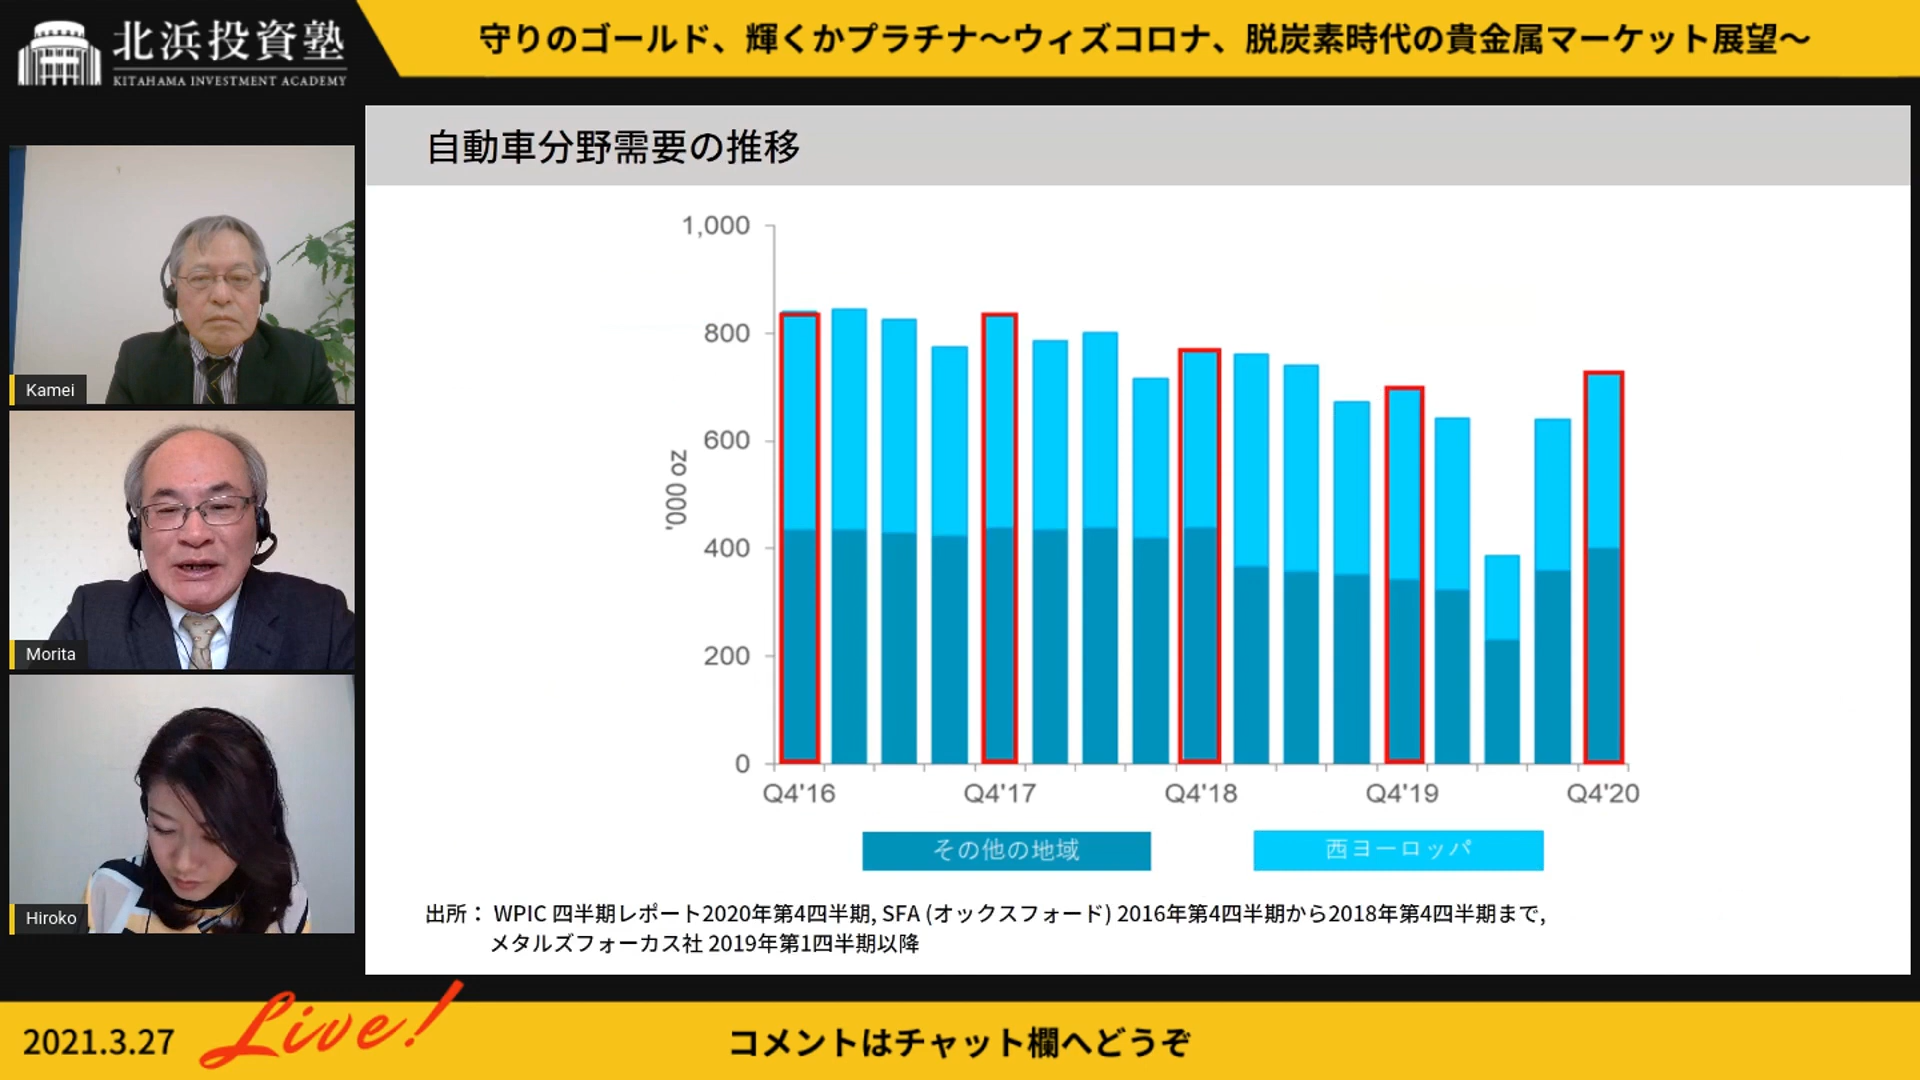 北浜投資塾
KITAHAMA INVESTMENT ACADEMY
守りのゴールド、輝くかプラチナ～ウィズコロナ、脱炭素時代の貴金属マーケット展望～
Kamei
Morita
Hiroko
自動車分野需要の推移
1,000
800
600
400
200
0
'000 oz
Q4'16 Q4'17 Q4'18 Q4'19 Q4'20
その他の地域 西ヨーロッパ
出所： WPIC 四半期レポート2020年第4四半期, SFA (オックスフォード) 2016年第4四半期から2018年第4四半期まで,
メタルズフォーカス社 2019年第1四半期以降
2021.3.27 Live! コメントはチャット欄へどうぞ